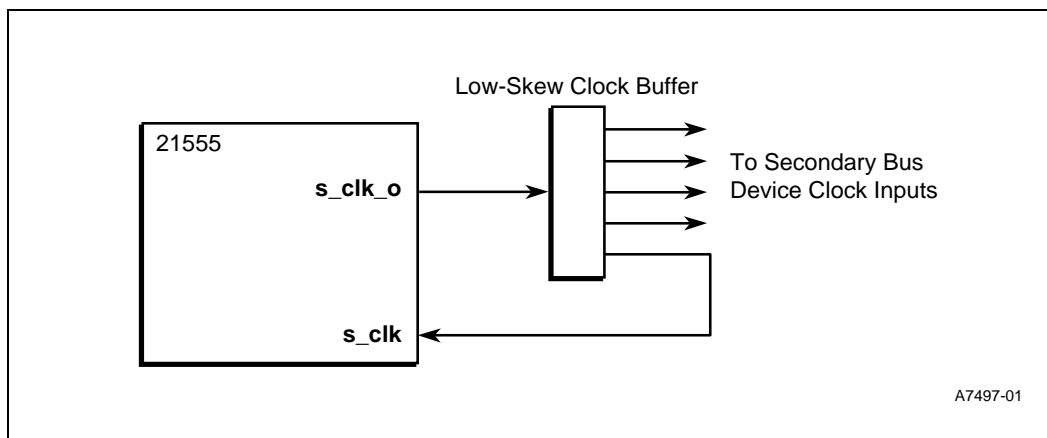 Low-Skew Clock Buffer
21555
s_clk_o
To Secondary Bus
Device Clock Inputs
s_clk
A7497-01